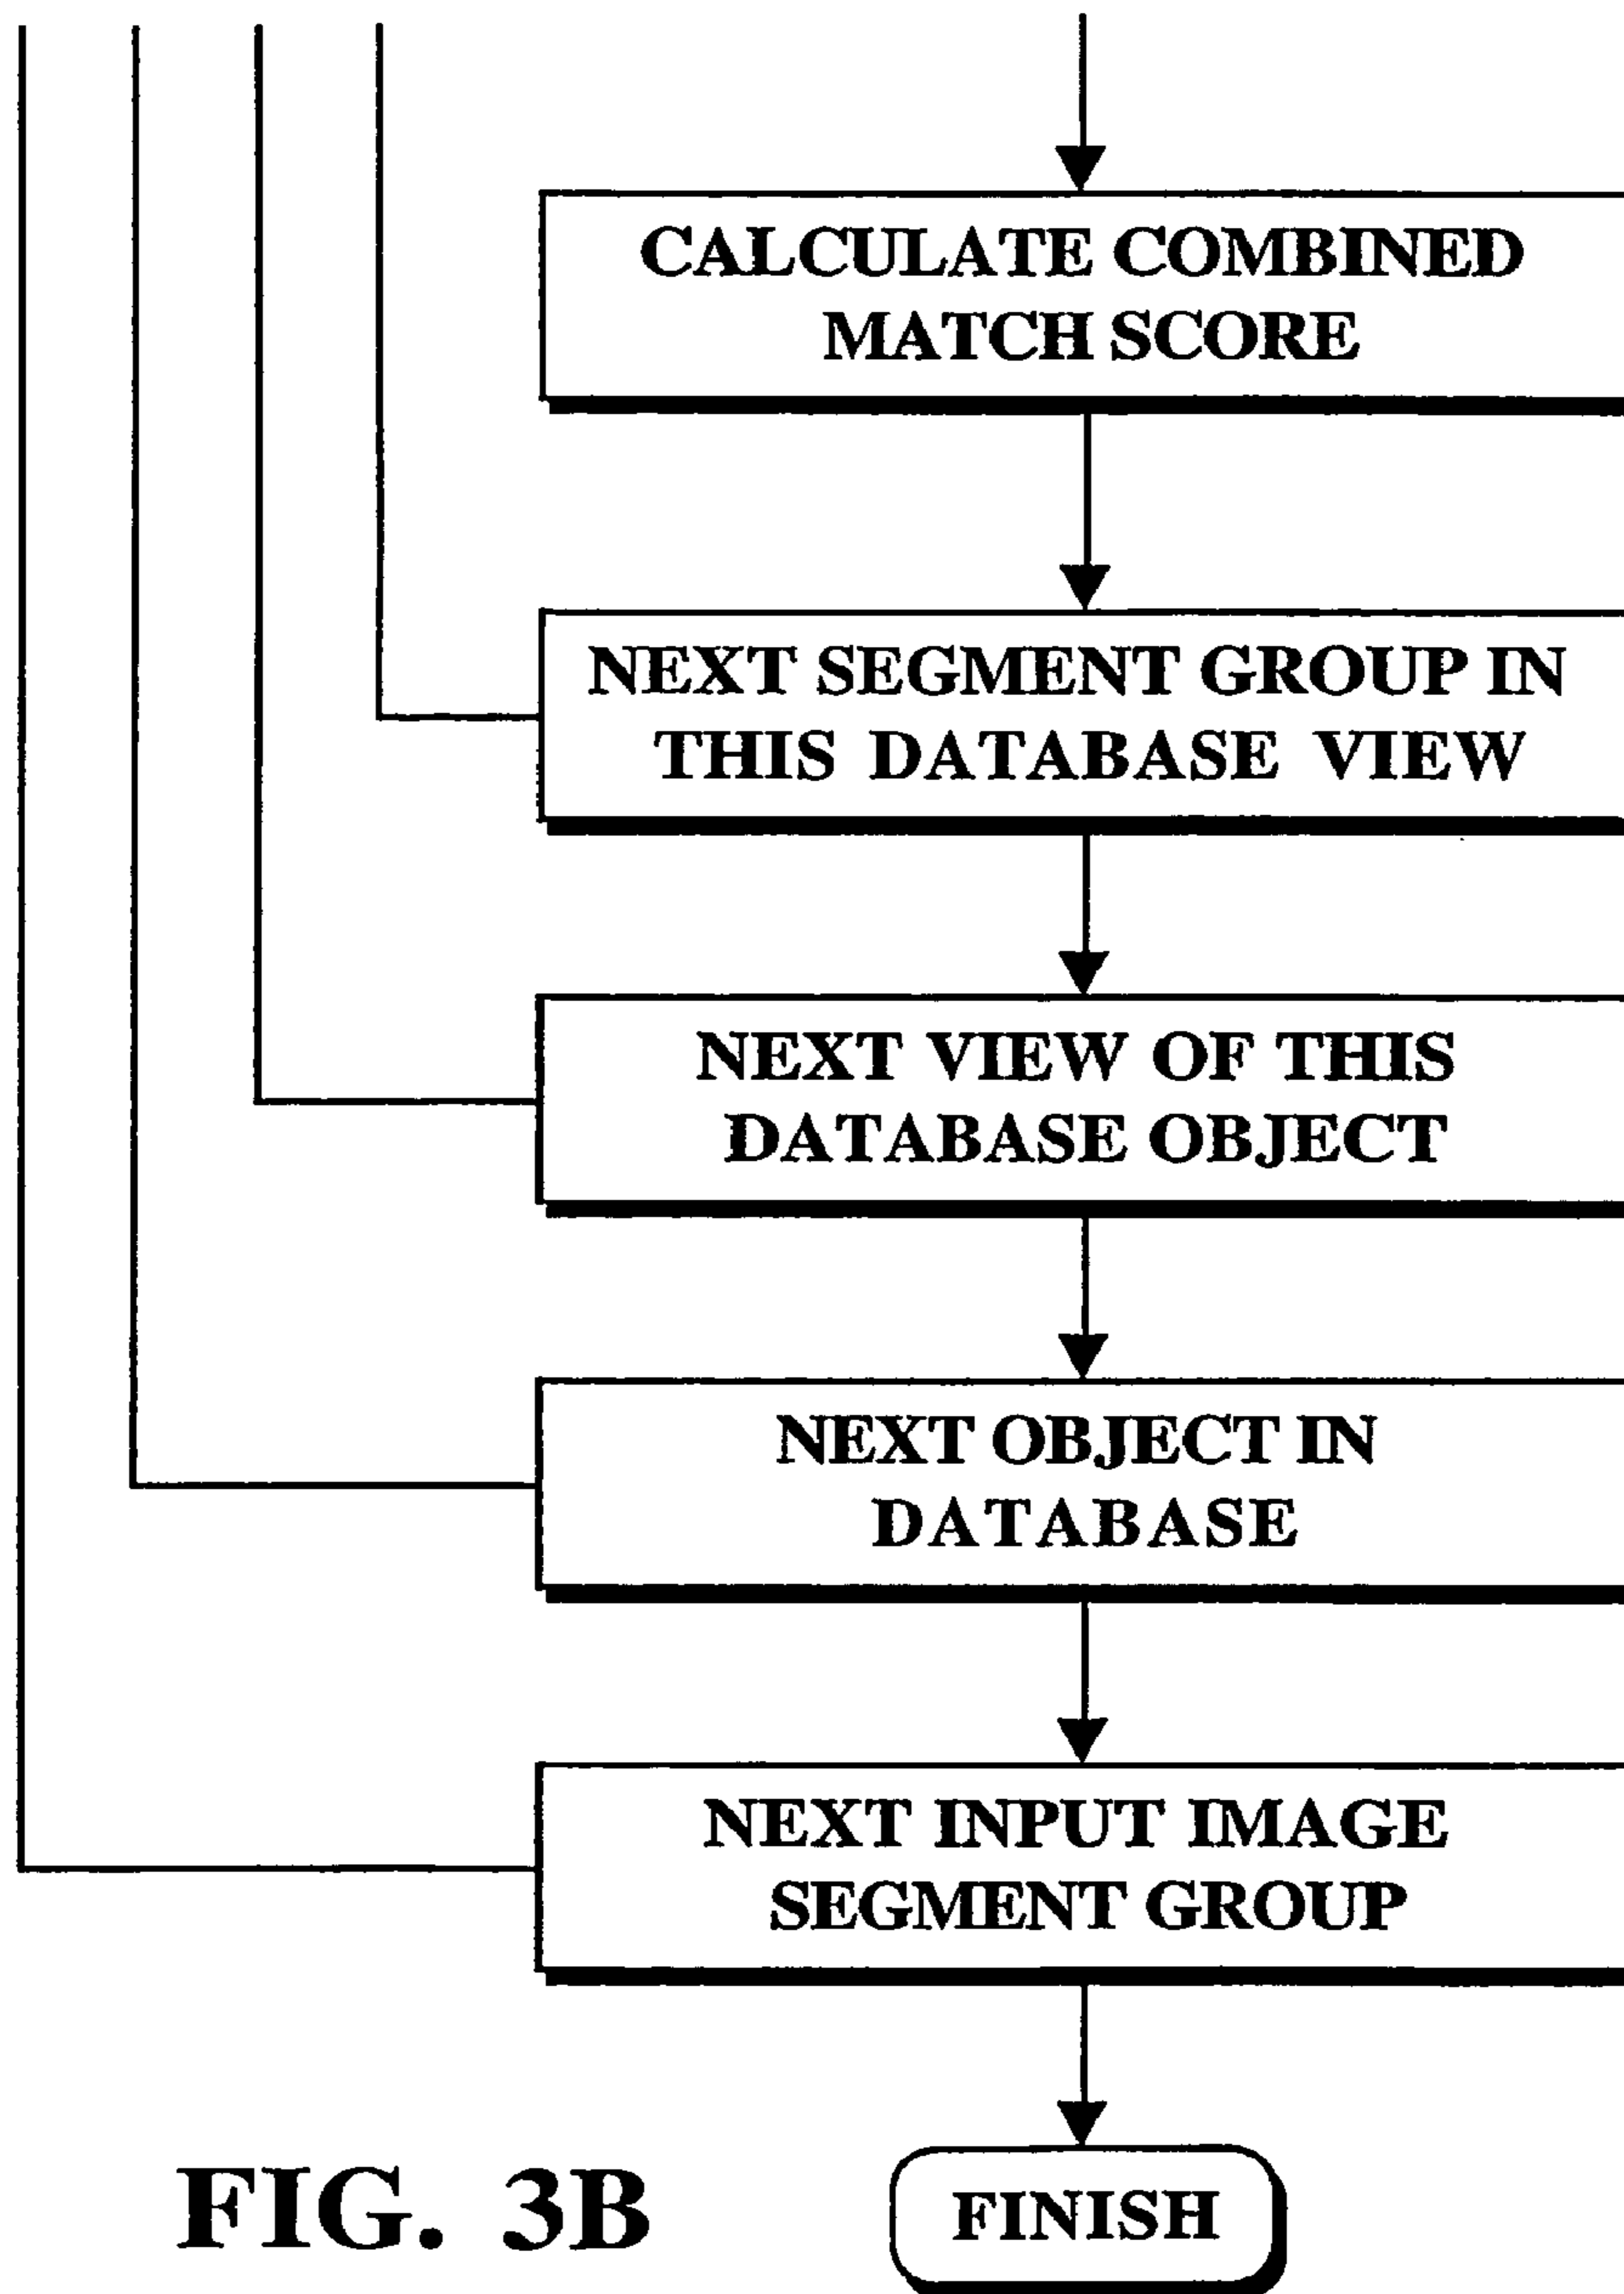 CALCULATE COMBINED
MATCH SCORE
NEXT SEGMENT GROUP IN
THIS DATABASE VIEW
NEXT VIEW OF THIS
DATABASE OBJECT
NEXT OBJECT IN
DATABASE
NEXT INPUT IMAGE
SEGMENT GROUP
FINISH
FIG. 3B